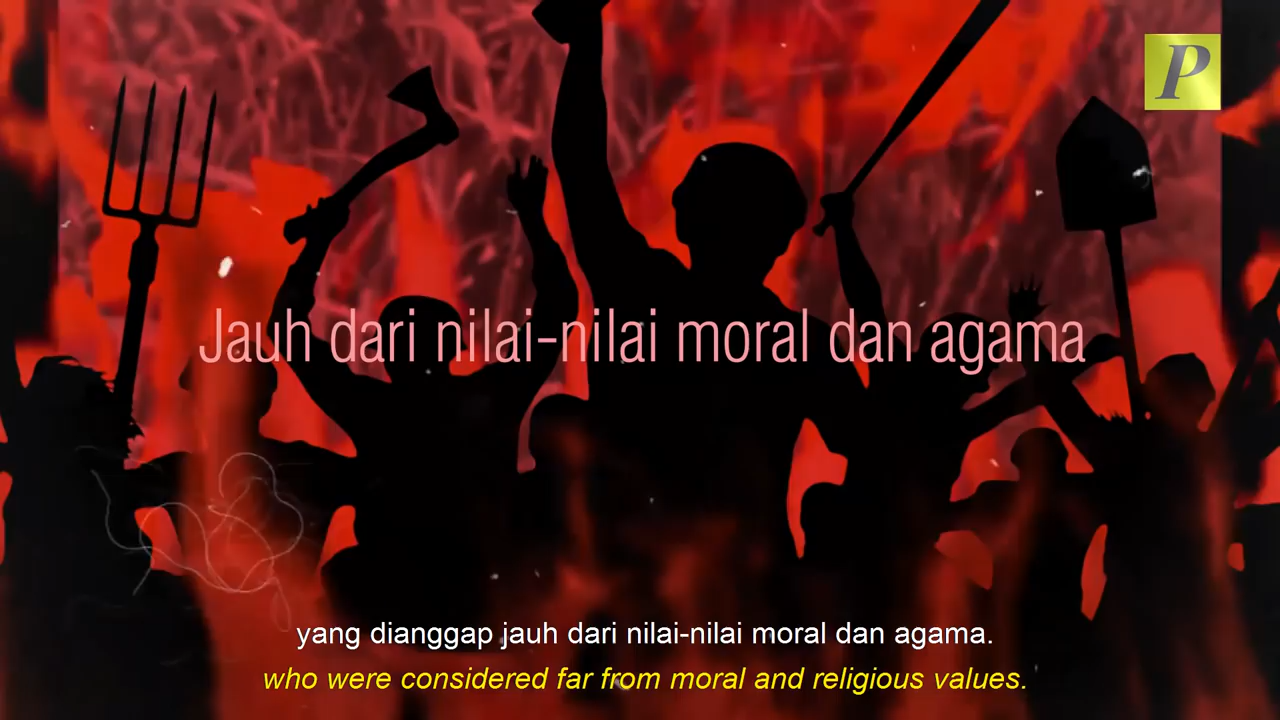 P
Jauh dari nilai-nilai moral dan agama
yang dianggap jauh dari nilai-nilai moral dan agama.
who were considered far from moral and religious values.